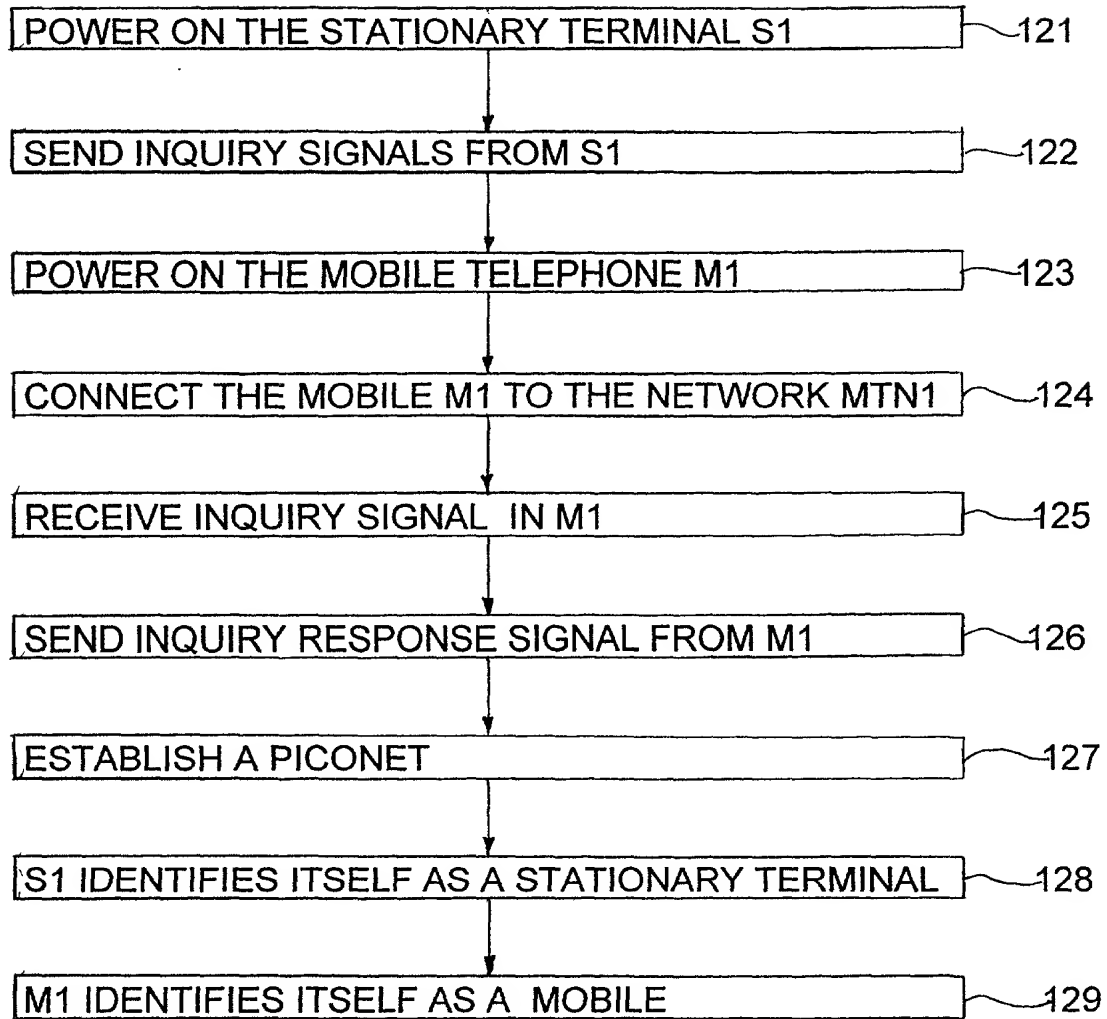 POWER ON THE STATIONARY TERMINAL S1 121
SEND INQUIRY SIGNALS FROM S1 122
POWER ON THE MOBILE TELEPHONE M1 123
CONNECT THE MOBILE M1 TO THE NETWORK MTN1 124
RECEIVE INQUIRY SIGNAL IN M1 125
SEND INQUIRY RESPONSE SIGNAL FROM M1 126
ESTABLISH A PICONET 127
S1 IDENTIFIES ITSELF AS A STATIONARY TERMINAL 128
M1 IDENTIFIES ITSELF AS A MOBILE 129